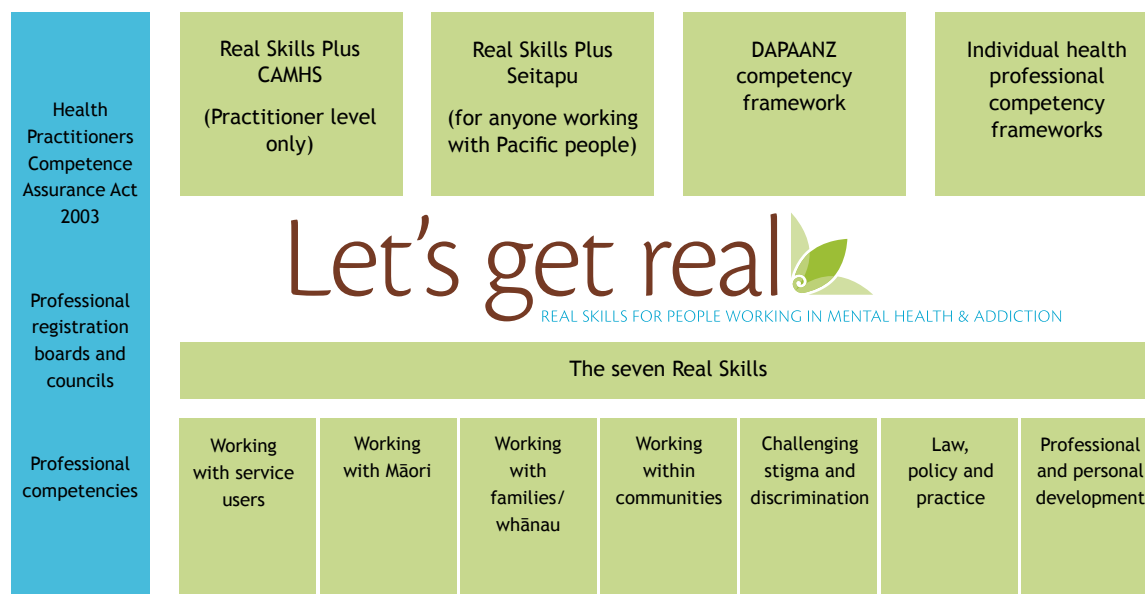 Health
Practitioners
Competence
Assurance Act
2003
Professional
registration
boards and
councils
Professional
competencies
Real Skills Plus
CAMHS
(Practitioner level
only)
Real Skills Plus
Seitapu
(for anyone working
with Pacific people)
DAPAANZ
competency
framework
Individual health
professional
competency
frameworks
Let's get real
REAL SKILLS FOR PEOPLE WORKING IN MENTAL HEALTH & ADDICTION
The seven Real Skills
Working
with service
users
Working
with Māori
Working
with
families/
whānau
Working
within
communities
Challenging
stigma and
discrimination
Law,
policy and
practice
Professional
and personal
development